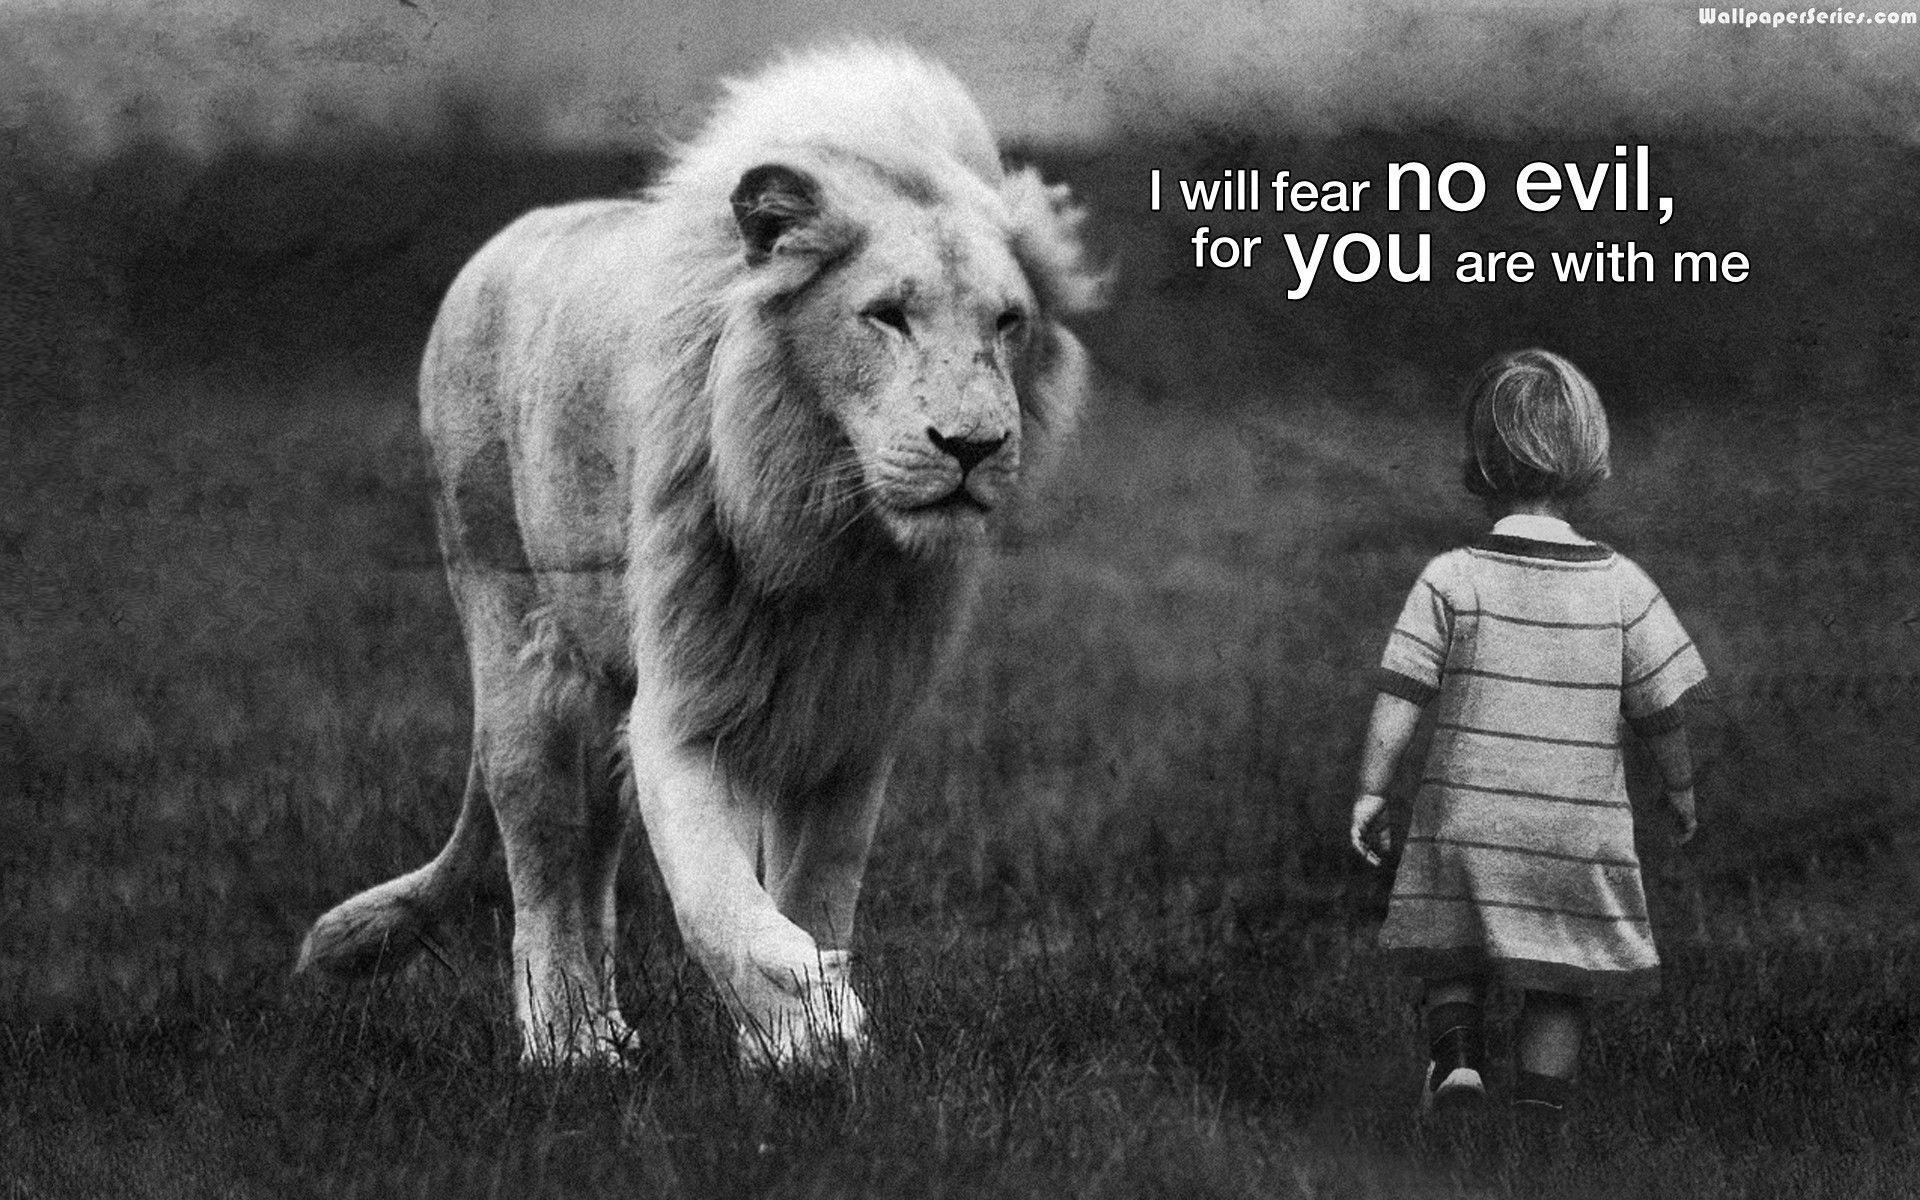 WallpaperSeries.com
I will fear no evil,
for you are with me